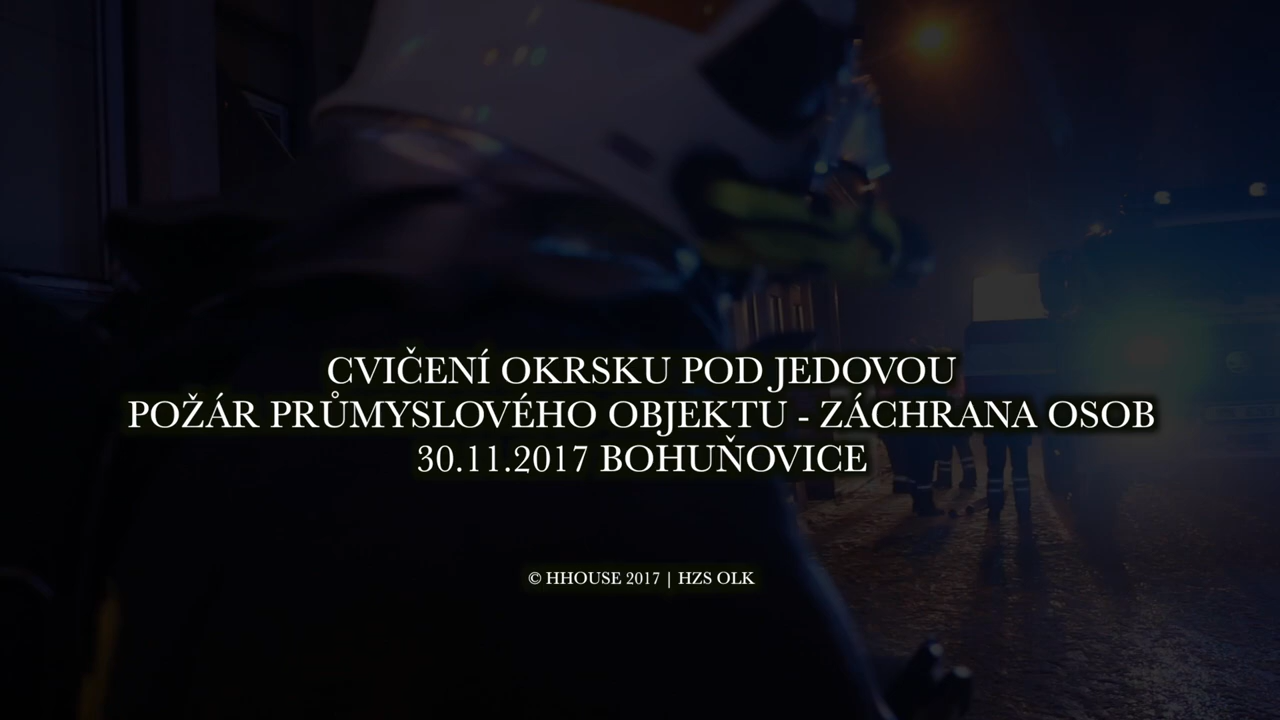 CVIČENÍ OKRSKU POD JEDOVOU
POŽÁR PRŮMYSLOVÉHO OBJEKTU - ZÁCHRANA OSOB
30.11.2017 BOHUŇOVICE
© HHOUSE 2017 | HZS OLK